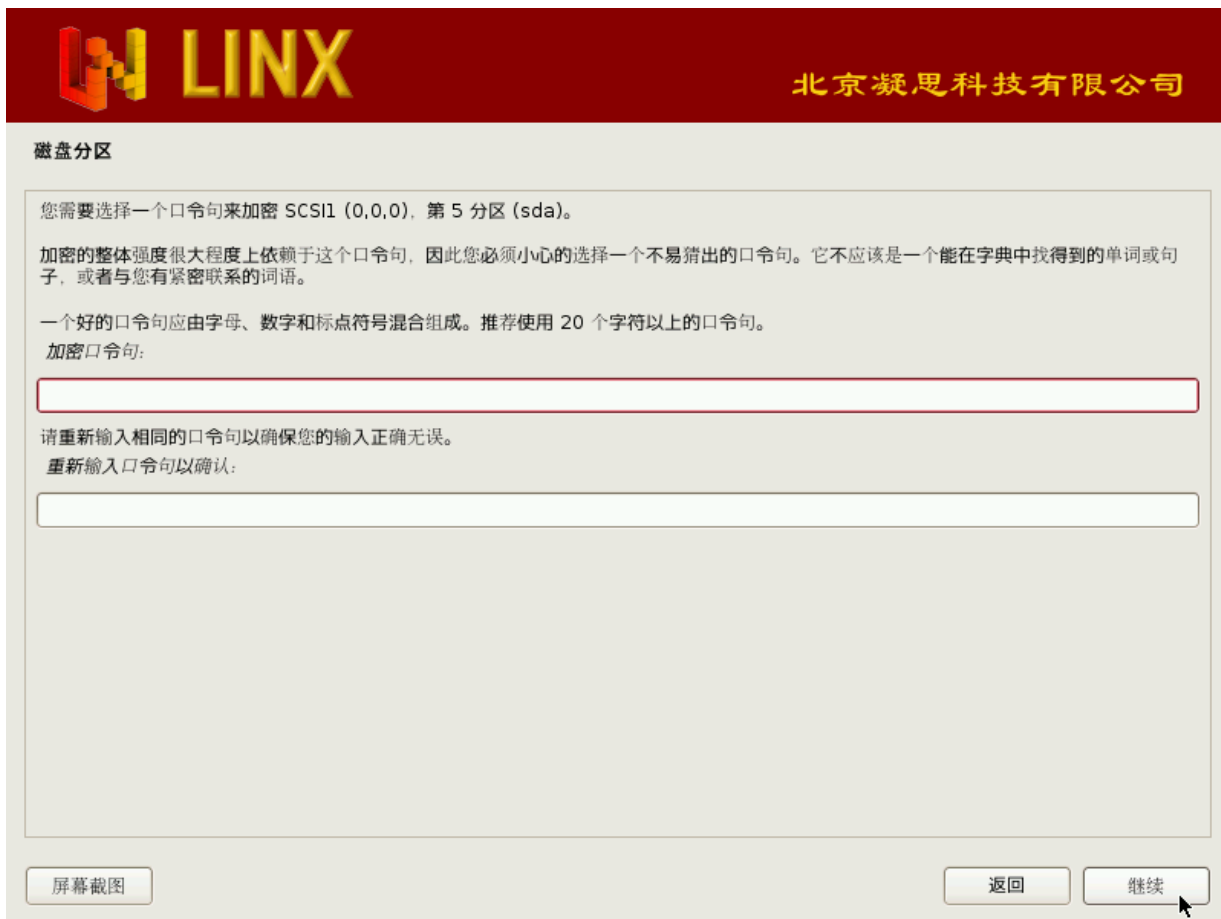 LINX
北京凝思科技有限公司
磁盘分区
您需要选择一个口令句来加密 SCSI1 (0,0,0)，第 5 分区 (sda)。
加密的整体强度很大程度上依赖于这个口令句，因此您必须小心的选择一个不易猜出的口令句。它不应该是一个能在字典中找得到的单词或句
子，或者与您有紧密联系的词语。
一个好的口令句应由字母、数字和标点符号混合组成。推荐使用 20 个字符以上的口令句。
加密口令句:
请重新输入相同的口令句以确保您的输入正确无误。
重新输入口令句以确认:
屏幕截图
返回
继续